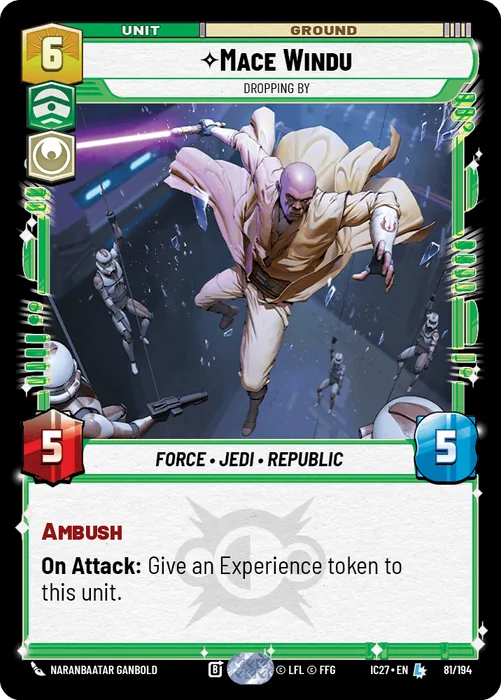 6
UNIT
GROUND
✧MACE WINDU
DROPPING BY
5
FORCE • JEDI • REPUBLIC
5
AMBUSH
On Attack: Give an Experience token to
this unit.
NARANBAATAR GANBOLD
B
© LFL © FFG
IC27 • EN
L
81/194